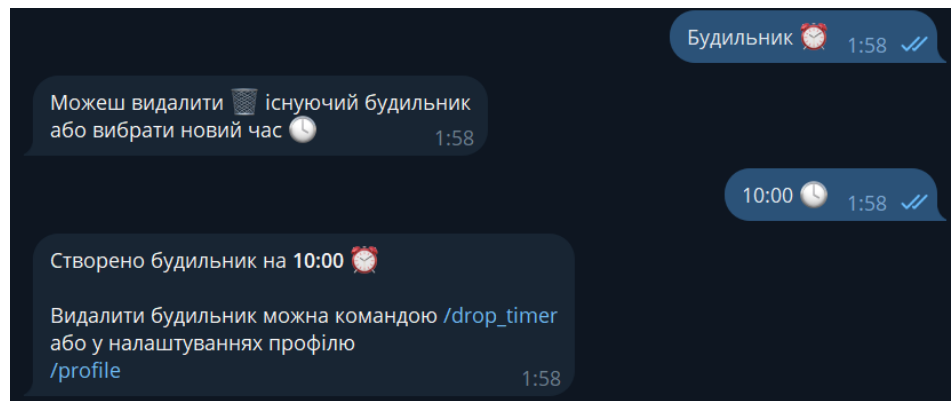 Будильник ⏰ 1:58
Можеш видалити 🗑 існуючий будильник
або вибрати новий час 🕓 1:58
10:00 🕓 1:58
Створено будильник на 10:00 ⏰
Видалити будильник можна командою /drop_timer
або у налаштуваннях профілю
/profile 1:58